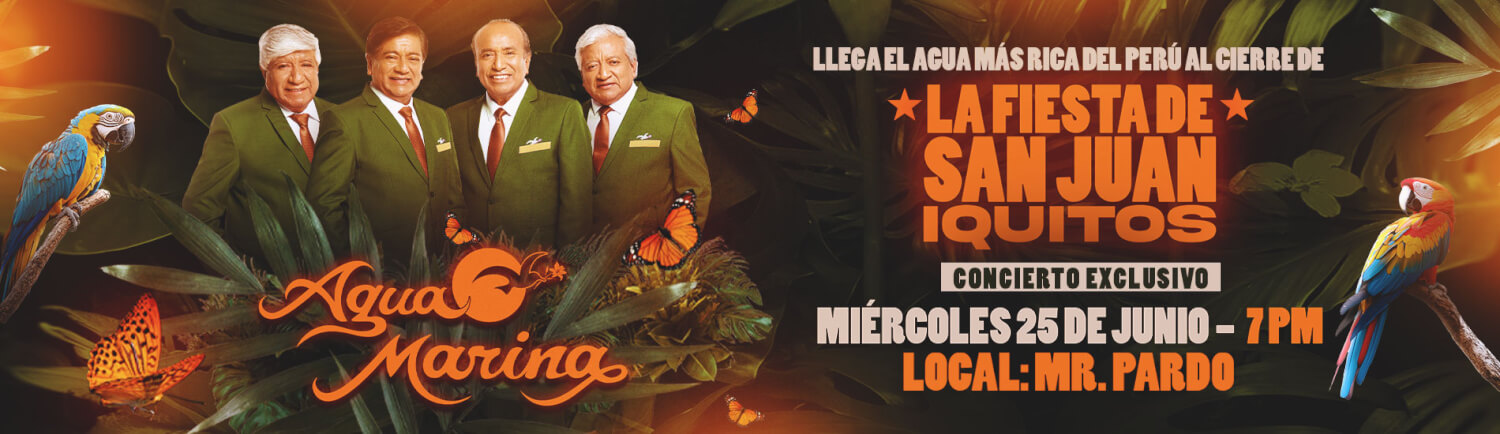 Agua
Marina
LLEGA EL AGUA MÁS RICA DEL PERÚ AL CIERRE DE
LA FIESTA DE
SAN JUAN
IQUITOS
CONCIERTO EXCLUSIVO
MIÉRCOLES 25 DE JUNIO – 7 PM
LOCAL: MR. PARDO